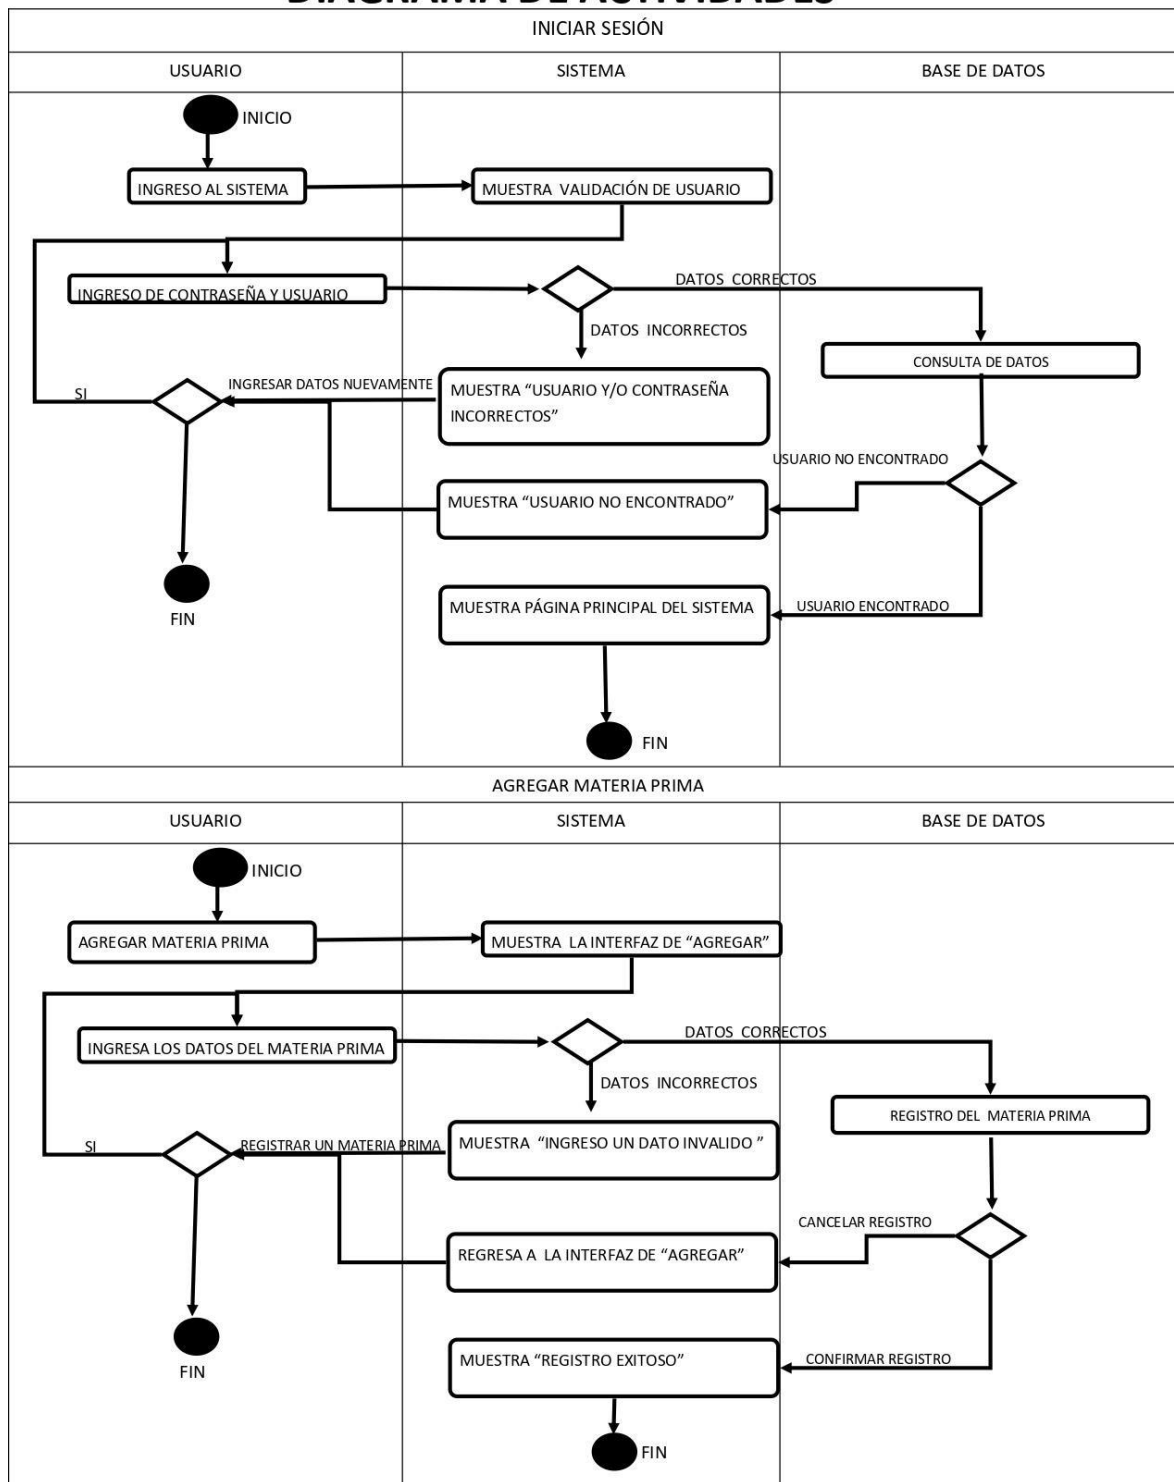 DIAGRAMA DE ACTIVIDADES
INICIAR SESIÓN
USUARIO
SISTEMA
BASE DE DATOS
INICIO
INGRESO AL SISTEMA
MUESTRA VALIDACIÓN DE USUARIO
INGRESO DE CONTRASEÑA Y USUARIO
DATOS CORRECTOS
DATOS INCORRECTOS
CONSULTA DE DATOS
SI
INGRESAR DATOS NUEVAMENTE
MUESTRA “USUARIO Y/O CONTRASEÑA
INCORRECTOS”
USUARIO NO ENCONTRADO
MUESTRA “USUARIO NO ENCONTRADO”
FIN
MUESTRA PÁGINA PRINCIPAL DEL SISTEMA
USUARIO ENCONTRADO
FIN
AGREGAR MATERIA PRIMA
USUARIO
SISTEMA
BASE DE DATOS
INICIO
AGREGAR MATERIA PRIMA
MUESTRA LA INTERFAZ DE “AGREGAR”
INGRESA LOS DATOS DEL MATERIA PRIMA
DATOS CORRECTOS
DATOS INCORRECTOS
REGISTRO DEL MATERIA PRIMA
SI
REGISTRAR UN MATERIA PRIMA
MUESTRA “INGRESO UN DATO INVALIDO ”
CANCELAR REGISTRO
REGRESA A LA INTERFAZ DE “AGREGAR”
FIN
MUESTRA “REGISTRO EXITOSO”
CONFIRMAR REGISTRO
FIN